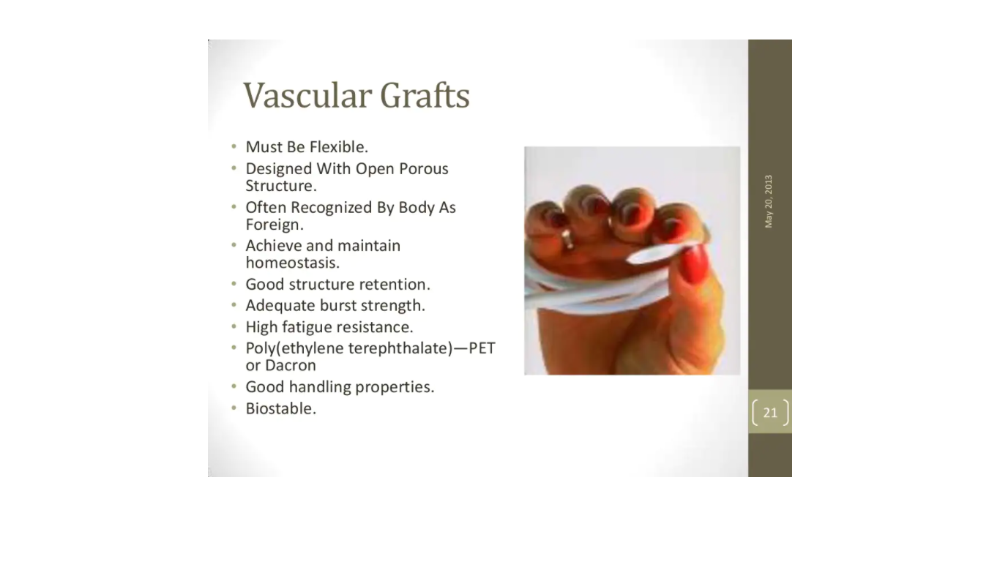 Vascular Grafts
• Must Be Flexible.
• Designed With Open Porous
Structure.
• Often Recognized By Body As
Foreign.
• Achieve and maintain
homeostasis.
• Good structure retention.
• Adequate burst strength.
• High fatigue resistance.
• Poly(ethylene terephthalate)—PET
or Dacron
• Good handling properties.
• Biostable.
May 20, 2013
21